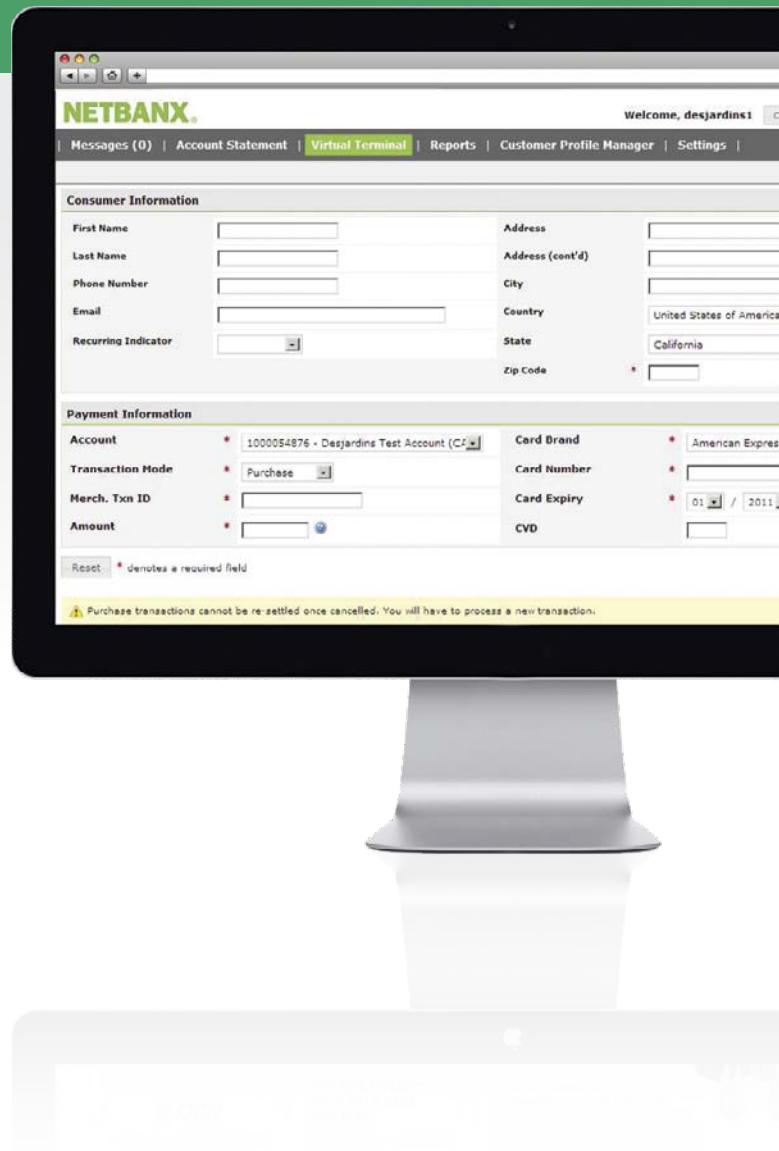 NETBANX®
Welcome, desjardins1
| Messages (0) | Account Statement | Virtual Terminal | Reports | Customer Profile Manager | Settings |
Consumer Information
First Name
Address
Last Name
Address (cont'd)
Phone Number
City
Email
Country
United States of America
Recurring Indicator
State
California
Zip Code *
Payment Information
Account * 1000054876 - Desjardins Test Account (CA
Card Brand * American Expres
Transaction Mode * Purchase
Card Number *
Merch. Txn ID *
Card Expiry * 01 / 2011
Amount *
CVD
Reset * denotes a required field
Purchase transactions cannot be re-settled once cancelled. You will have to process a new transaction.